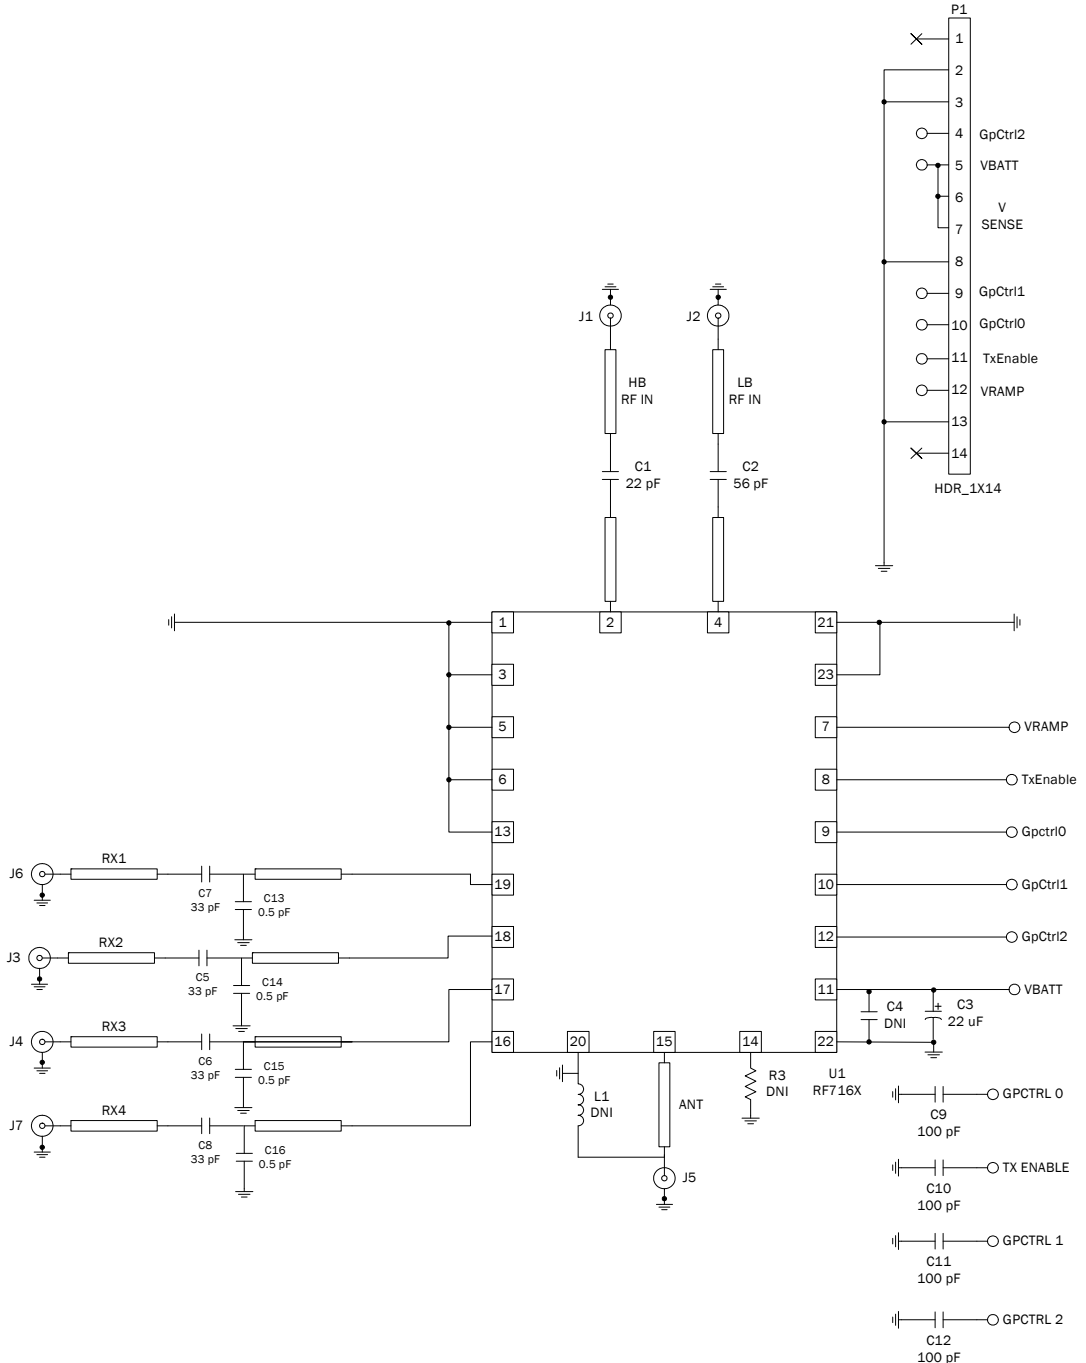 P1
1
2
3
4 GpCtrl2
5 VBATT
6
V
SENSE
7
8
9 GpCtrl1
10 GpCtrl0
11 TxEnable
12 VRAMP
13
14
HDR_1X14
J1
J2
HB
RF IN
LB
RF IN
C1
22 pF
C2
56 pF
1
2
4
21
3
23
5
7
VRAMP
6
8
TxEnable
13
9
Gpctrl0
J6
RX1
C7
33 pF
C13
0.5 pF
19
10
GpCtrl1
J3
RX2
C5
33 pF
C14
0.5 pF
18
12
GpCtrl2
17
11
VBATT
C4
DNI
+
C3
22 uF
J4
RX3
C6
33 pF
C15
0.5 pF
16
20
15
14
22
L1
DNI
ANT
R3
DNI
U1
RF716X
J7
RX4
C8
33 pF
C16
0.5 pF
J5
GPCTRL 0
C9
100 pF
TX ENABLE
C10
100 pF
GPCTRL 1
C11
100 pF
GPCTRL 2
C12
100 pF